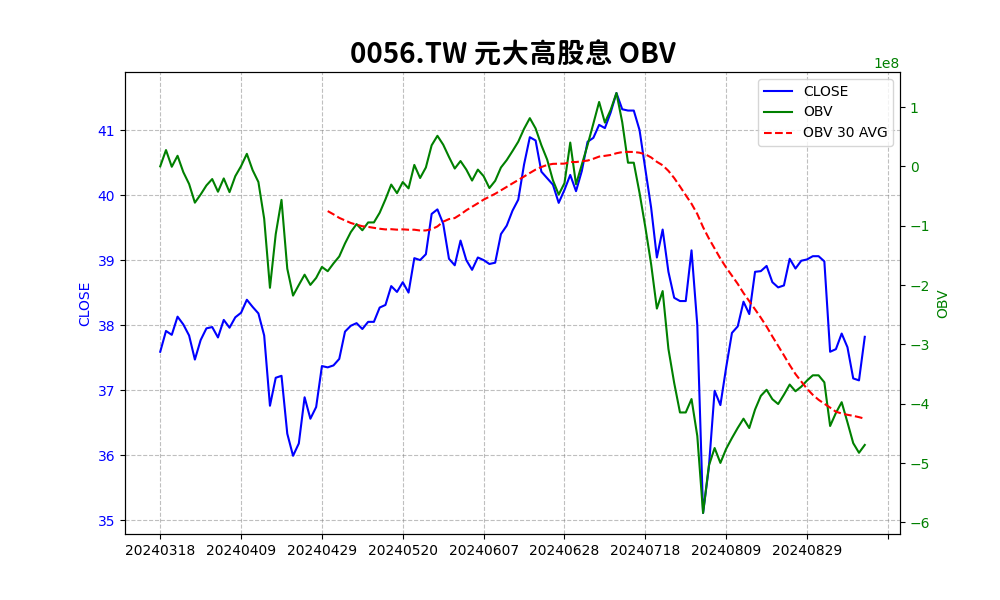 0056.TW 元大高股息 OBV
1e8
CLOSE
OBV
OBV 30 AVG
41
40
39
38
37
36
35
CLOSE
1
0
−1
−2
−3
−4
−5
−6
OBV
20240318 20240409 20240429 20240520 20240607 20240628 20240718 20240809 20240829